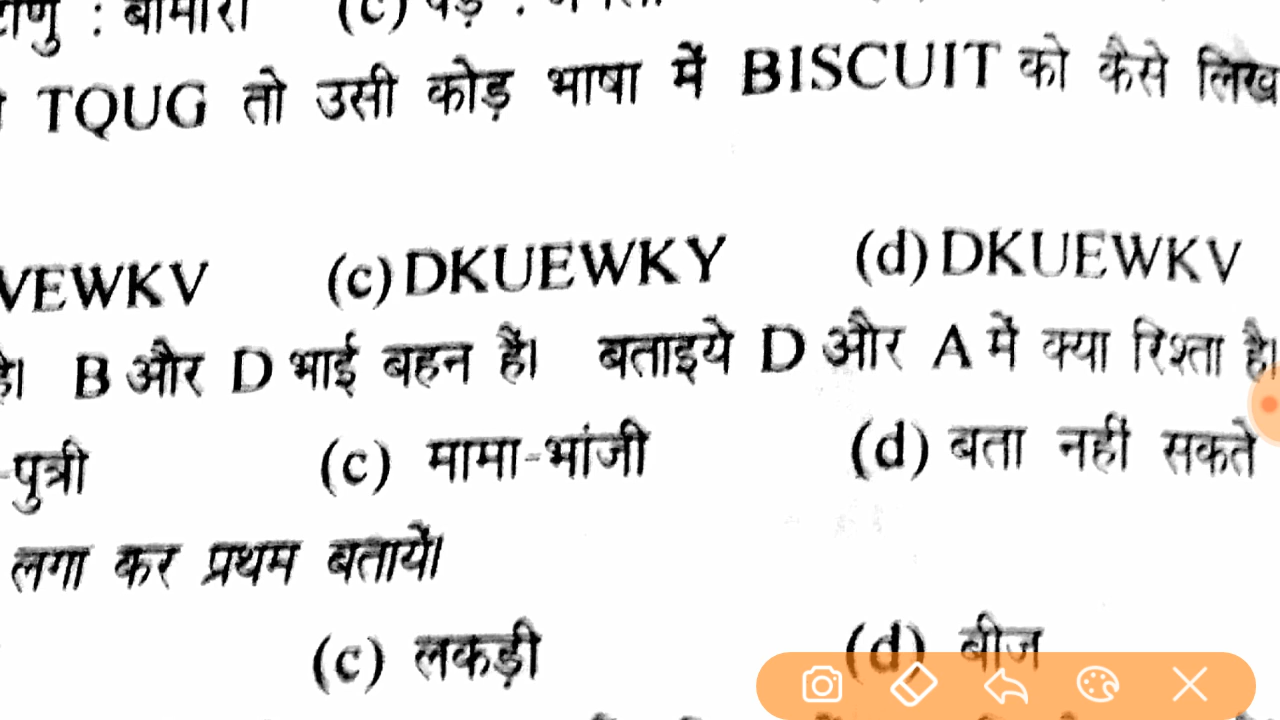 : बीमारी (c)
TQUG तो उसी कोड़ भाषा में BISCUIT को कैसे लिख
VEWKV (c) DKUEWKY (d) DKUEWKV
है। B और D भाई बहन हैं। बताइये D और A में क्या रिश्ता है।
-पुत्री (c) मामा-भांजी (d) बता नहीं सकते
लगा कर प्रथम बतायें।
(c) लकड़ी (d) बीज